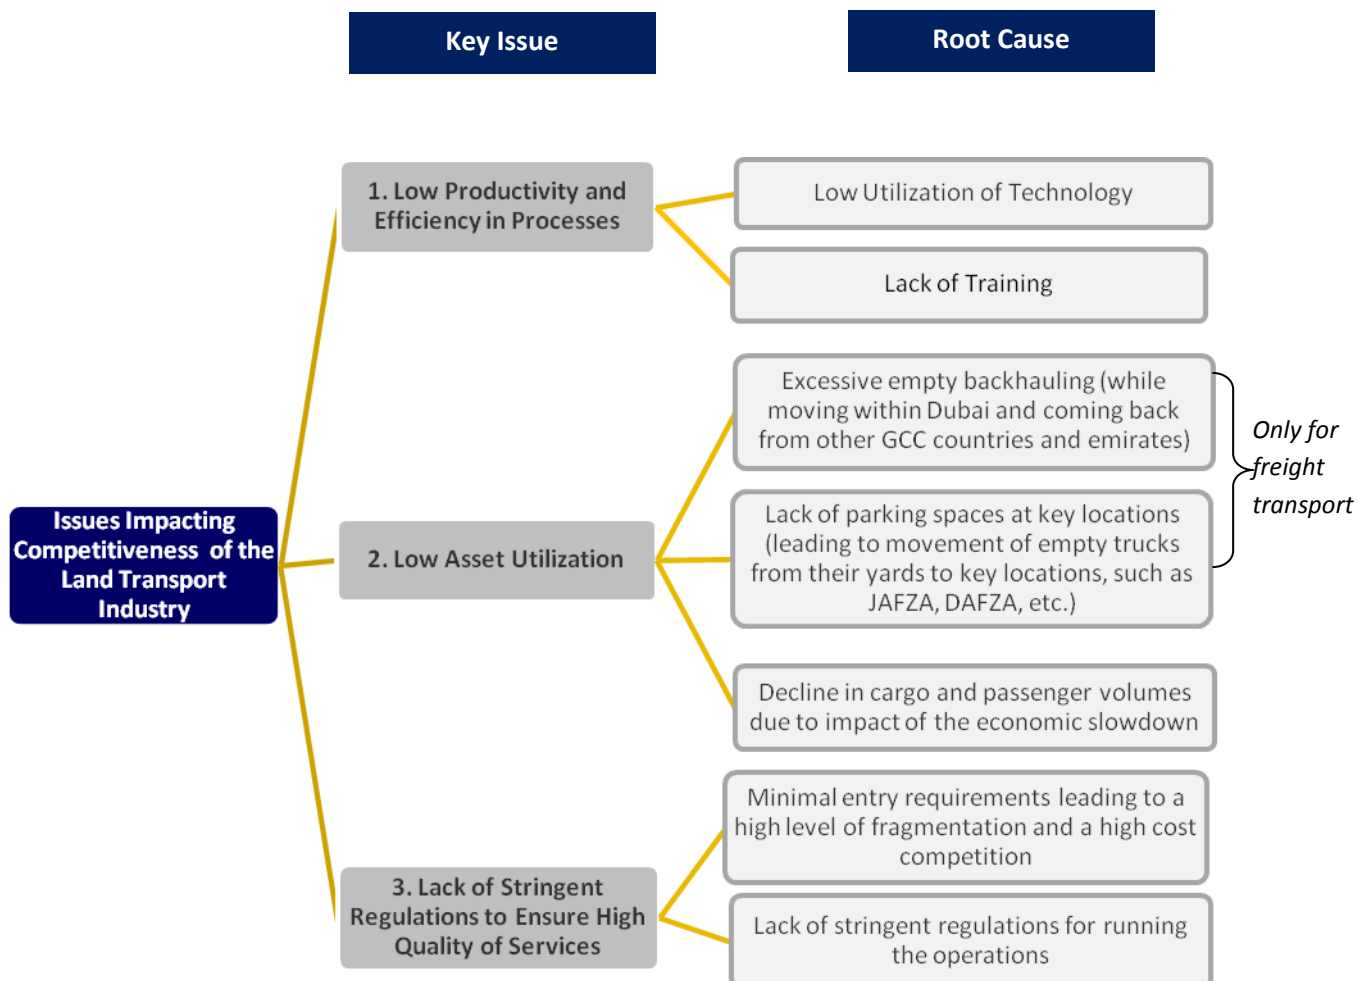 Key Issue
Root Cause
1. Low Productivity and
Efficiency in Processes
Low Utilization of Technology
Lack of Training
Excessive empty backhauling (while
moving within Dubai and coming back
from other GCC countries and emirates)
Only for
freight
transport
Issues Impacting
Competitiveness of the
Land Transport
Industry
2. Low Asset Utilization
Lack of parking spaces at key locations
(leading to movement of empty trucks
from their yards to key locations, such as
JAFZA, DAFZA, etc.)
Decline in cargo and passenger volumes
due to impact of the economic slowdown
3. Lack of Stringent
Regulations to Ensure High
Quality of Services
Minimal entry requirements leading to a
high level of fragmentation and a high cost
competition
Lack of stringent regulations for running
the operations